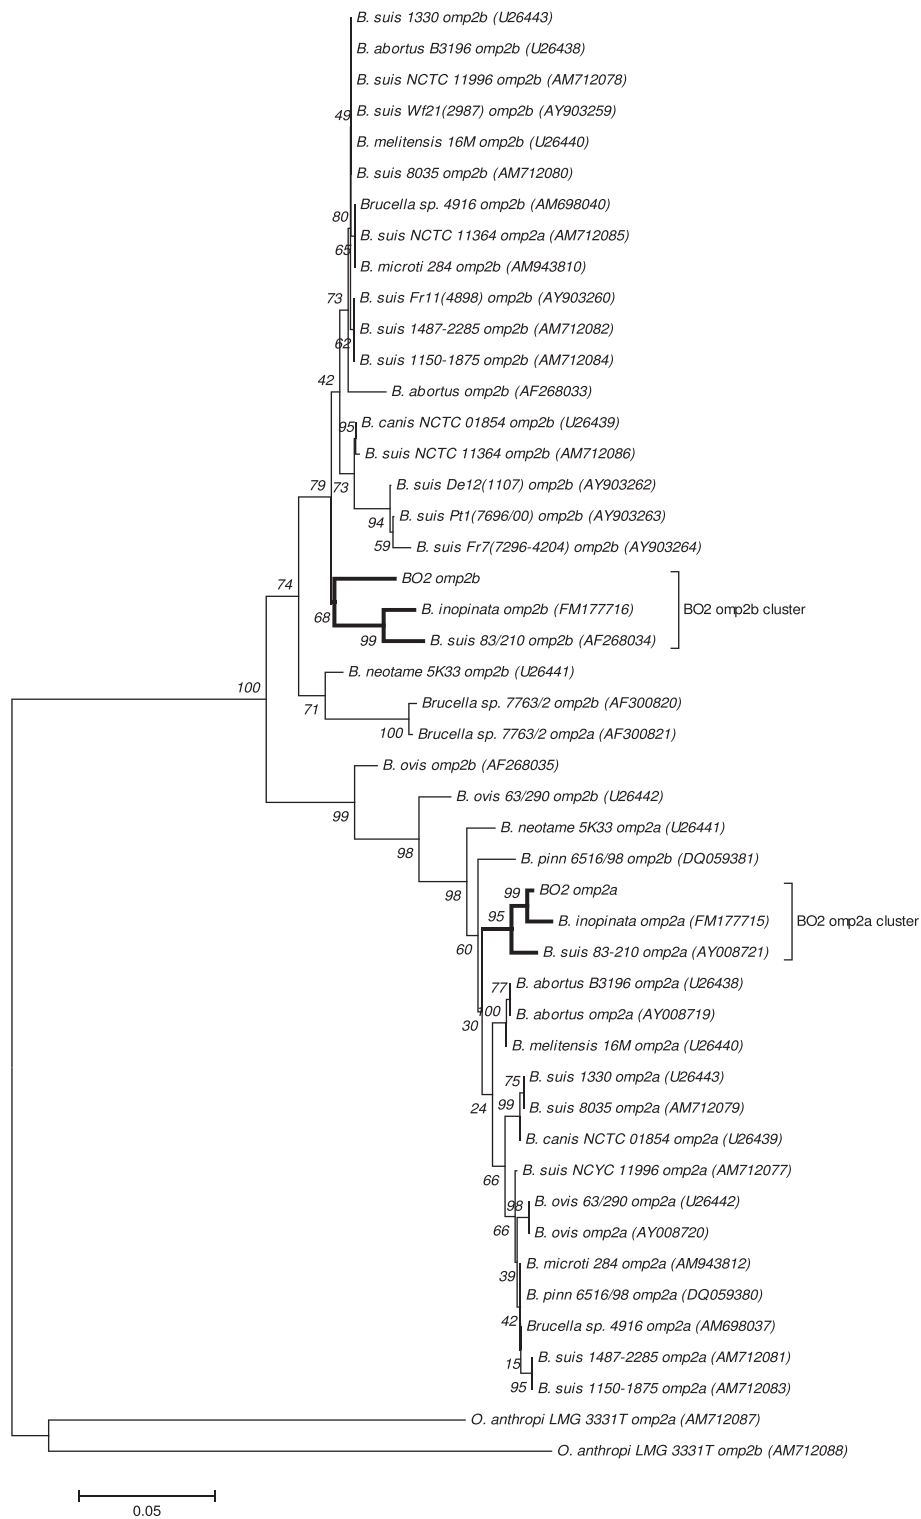 B. suis 1330 omp2b (U26443)
B. abortus B3196 omp2b (U26438)
B. suis NCTC 11996 omp2b (AM712078)
49
B. suis Wf21(2987) omp2b (AY903259)
B. melitensis 16M omp2b (U26440)
B. suis 8035 omp2b (AM712080)
Brucella sp. 4916 omp2b (AM698040)
80
B. suis NCTC 11364 omp2a (AM712085)
65
B. microti 284 omp2b (AM943810)
73
B. suis Fr11(4898) omp2b (AY903260)
B. suis 1487-2285 omp2b (AM712082)
62
B. suis 1150-1875 omp2b (AM712084)
42
B. abortus omp2b (AF268033)
95
B. canis NCTC 01854 omp2b (U26439)
B. suis NCTC 11364 omp2b (AM712086)
79
73
B. suis De12(1107) omp2b (AY903262)
94
B. suis Pt1(7696/00) omp2b (AY903263)
59
B. suis Fr7(7296-4204) omp2b (AY903264)
74
BO2 omp2b
68
B. inopinata omp2b (FM177716)
BO2 omp2b cluster
99
B. suis 83/210 omp2b (AF268034)
B. neotame 5K33 omp2b (U26441)
100
71
Brucella sp. 7763/2 omp2b (AF300820)
100
Brucella sp. 7763/2 omp2a (AF300821)
B. ovis omp2b (AF268035)
99
B. ovis 63/290 omp2b (U26442)
98
B. neotame 5K33 omp2a (U26441)
B. pinn 6516/98 omp2b (DQ059381)
98
99
BO2 omp2a
95
B. inopinata omp2a (FM177715)
BO2 omp2a cluster
60
B. suis 83-210 omp2a (AY008721)
77
B. abortus B3196 omp2a (U26438)
100
B. abortus omp2a (AY008719)
30
B. melitensis 16M omp2a (U26440)
75
B. suis 1330 omp2a (U26443)
24
99
B. suis 8035 omp2a (AM712079)
B. canis NCTC 01854 omp2a (U26439)
66
B. suis NCYC 11996 omp2a (AM712077)
98
B. ovis 63/290 omp2a (U26442)
66
B. ovis omp2a (AY008720)
39
B. microti 284 omp2a (AM943812)
B. pinn 6516/98 omp2a (DQ059380)
42
Brucella sp. 4916 omp2a (AM698037)
15
B. suis 1487-2285 omp2a (AM712081)
95
B. suis 1150-1875 omp2a (AM712083)
O. anthropi LMG 3331T omp2a (AM712087)
O. anthropi LMG 3331T omp2b (AM712088)
0.05